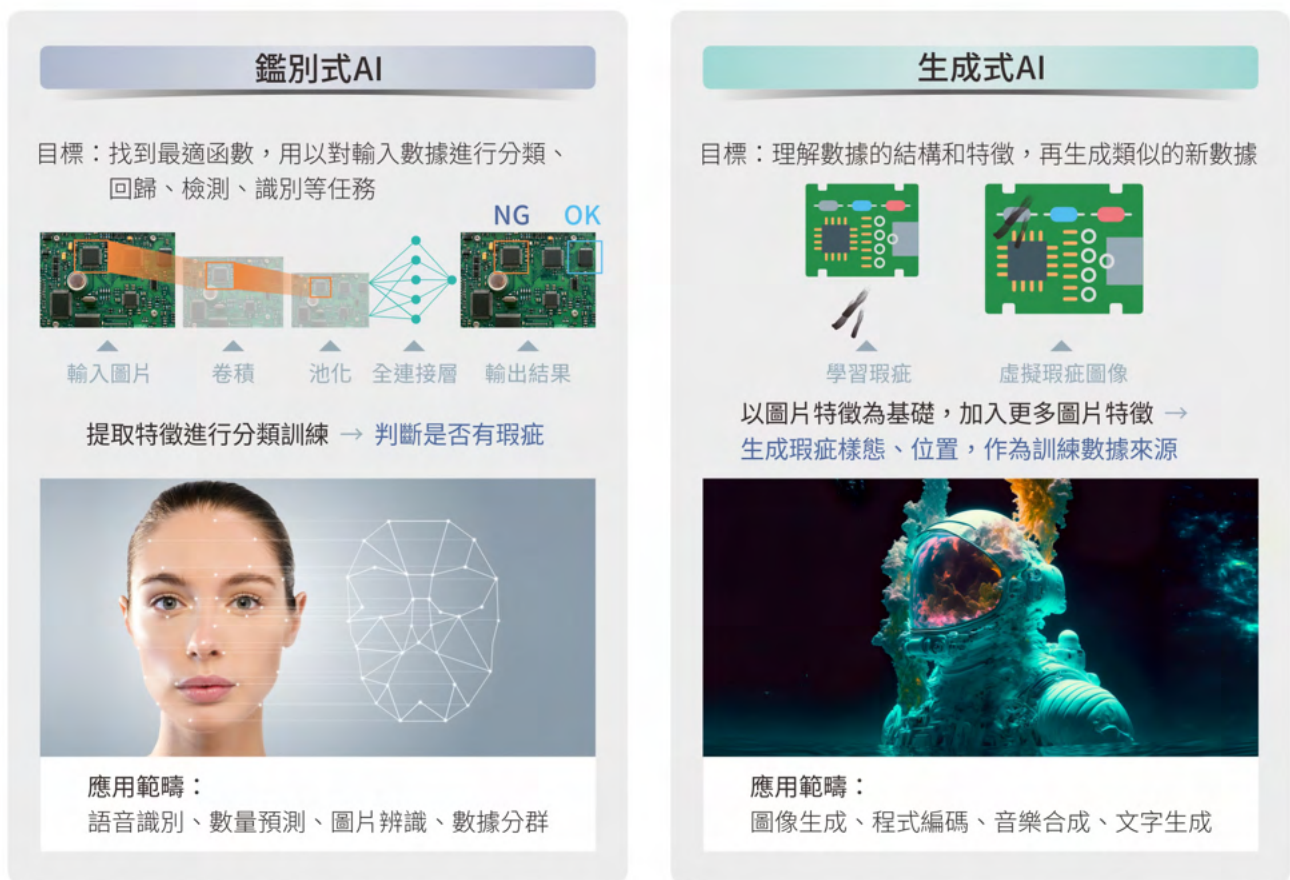 鑑別式AI
目標：找到最適函數，用以對輸入數據進行分類、
回歸、檢測、識別等任務
NG OK
輸入圖片 卷積 池化 全連接層 輸出結果
提取特徵進行分類訓練 → 判斷是否有瑕疵
應用範疇：
語音識別、數量預測、圖片辨識、數據分群
生成式AI
目標：理解數據的結構和特徵，再生成類似的新數據
學習瑕疵 虛擬瑕疵圖像
以圖片特徵為基礎，加入更多圖片特徵 →
生成瑕疵樣態、位置，作為訓練數據來源
應用範疇：
圖像生成、程式編碼、音樂合成、文字生成